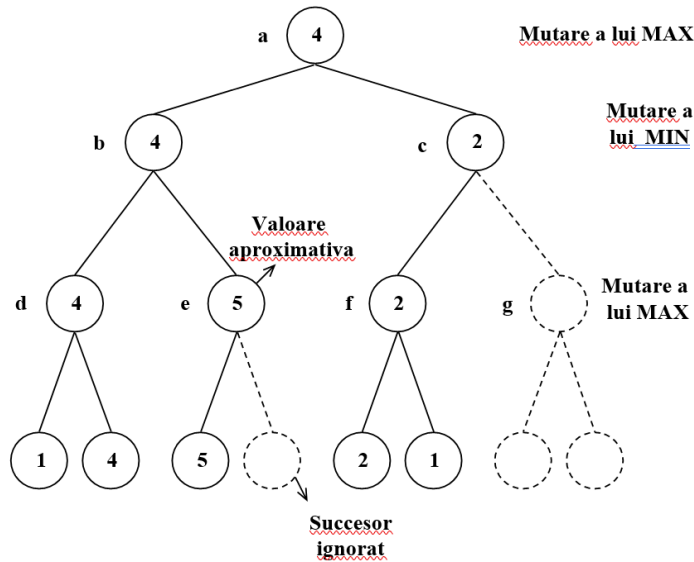 a 4 Mutare a lui MAX
Mutare a
b 4 c 2 lui MIN
Valoare
aproximativa
Mutare a
d 4 e 5 f 2 g lui MAX
1 4 5 2 1
Succesor
ignorat